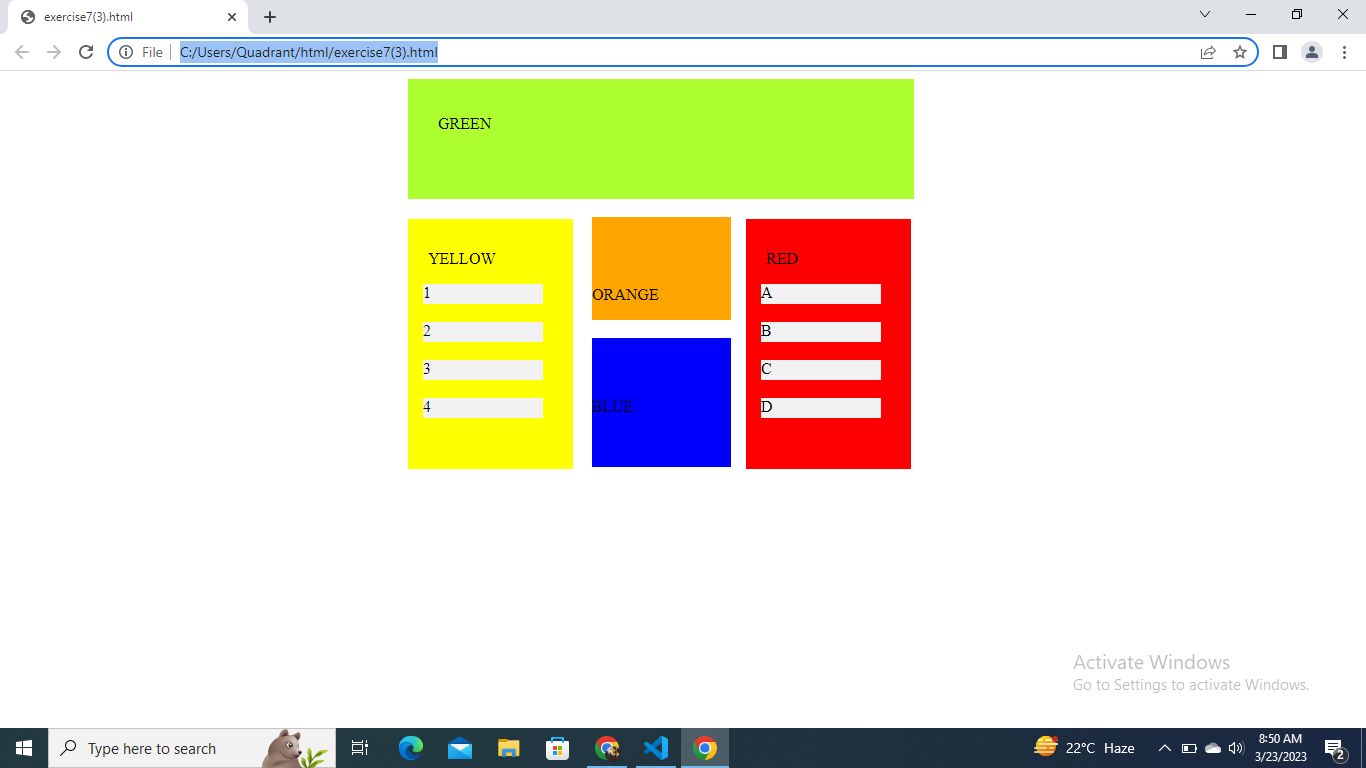 exercise7(3).html
File
C:/Users/Quadrant/html/exercise7(3).html
GREEN
YELLOW
1
2
3
4
ORANGE
BLUE
RED
A
B
C
D
Activate Windows
Go to Settings to activate Windows.
Type here to search
22°C Haze
8:50 AM
3/23/2023
2